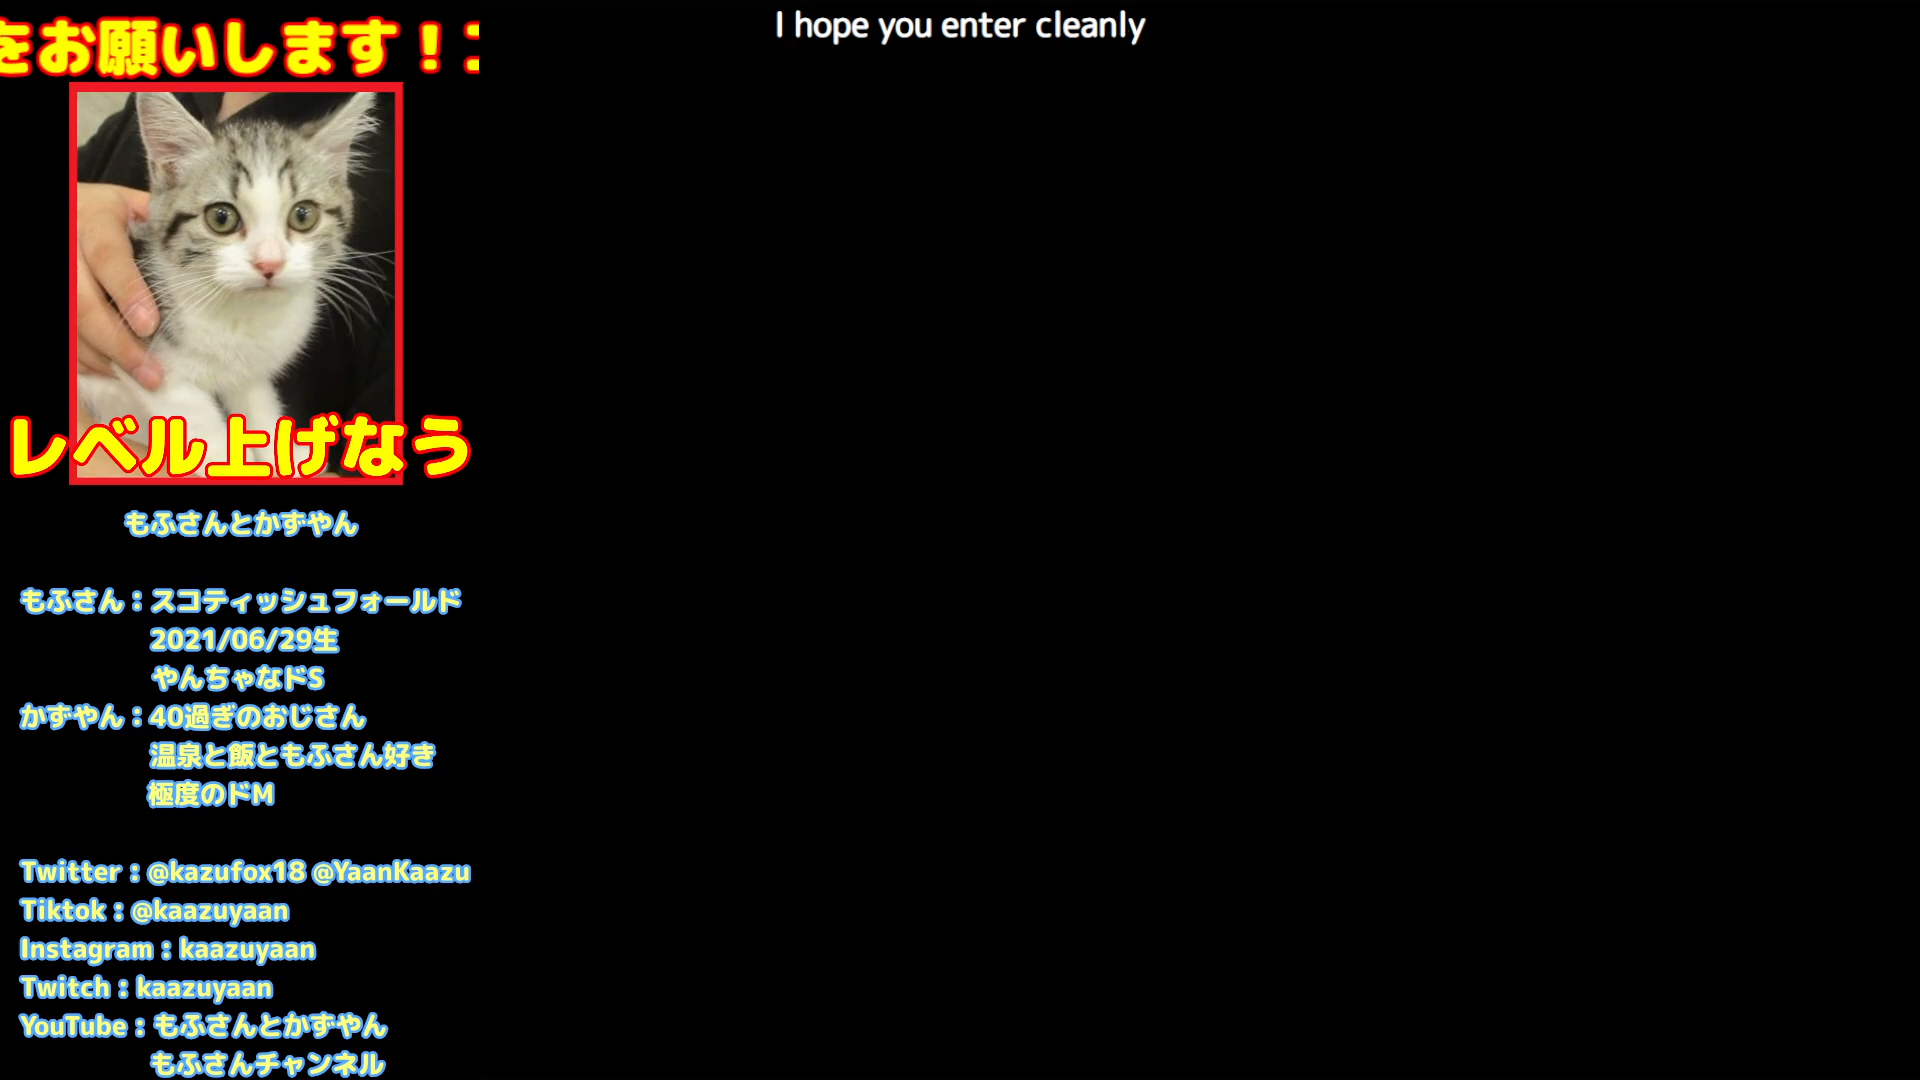 をお願いします！
I hope you enter cleanly
レベル上げなう
もふさんとかずやん
もふさん：スコティッシュフォールド
2021/06/29生
やんちゃなドS
かずやん：40過ぎのおじさん
温泉と飯ともふさん好き
極度のドM
Twitter：@kazufox18 @YaanKaazu
Tiktok：@kaazuyaan
Instagram：kaazuyaan
Twitch：kaazuyaan
YouTube：もふさんとかずやん
もふさんチャンネル